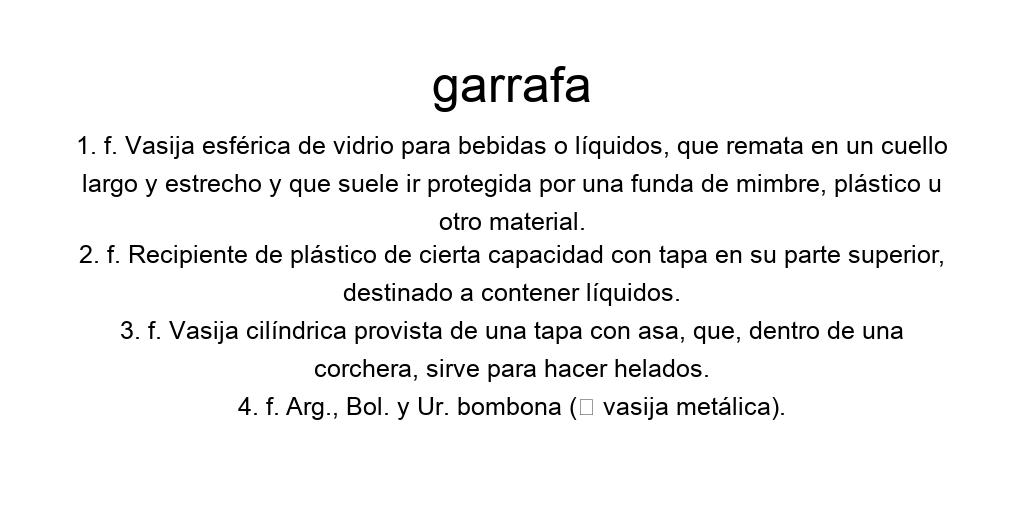 garrafa
1. f. Vasija esférica de vidrio para bebidas o líquidos, que remata en un cuello
largo y estrecho y que suele ir protegida por una funda de mimbre, plástico u
otro material.
2. f. Recipiente de plástico de cierta capacidad con tapa en su parte superior,
destinado a contener líquidos.
3. f. Vasija cilíndrica provista de una tapa con asa, que, dentro de una
corchera, sirve para hacer helados.
4. f. Arg., Bol. y Ur. bombona (□ vasija metálica).